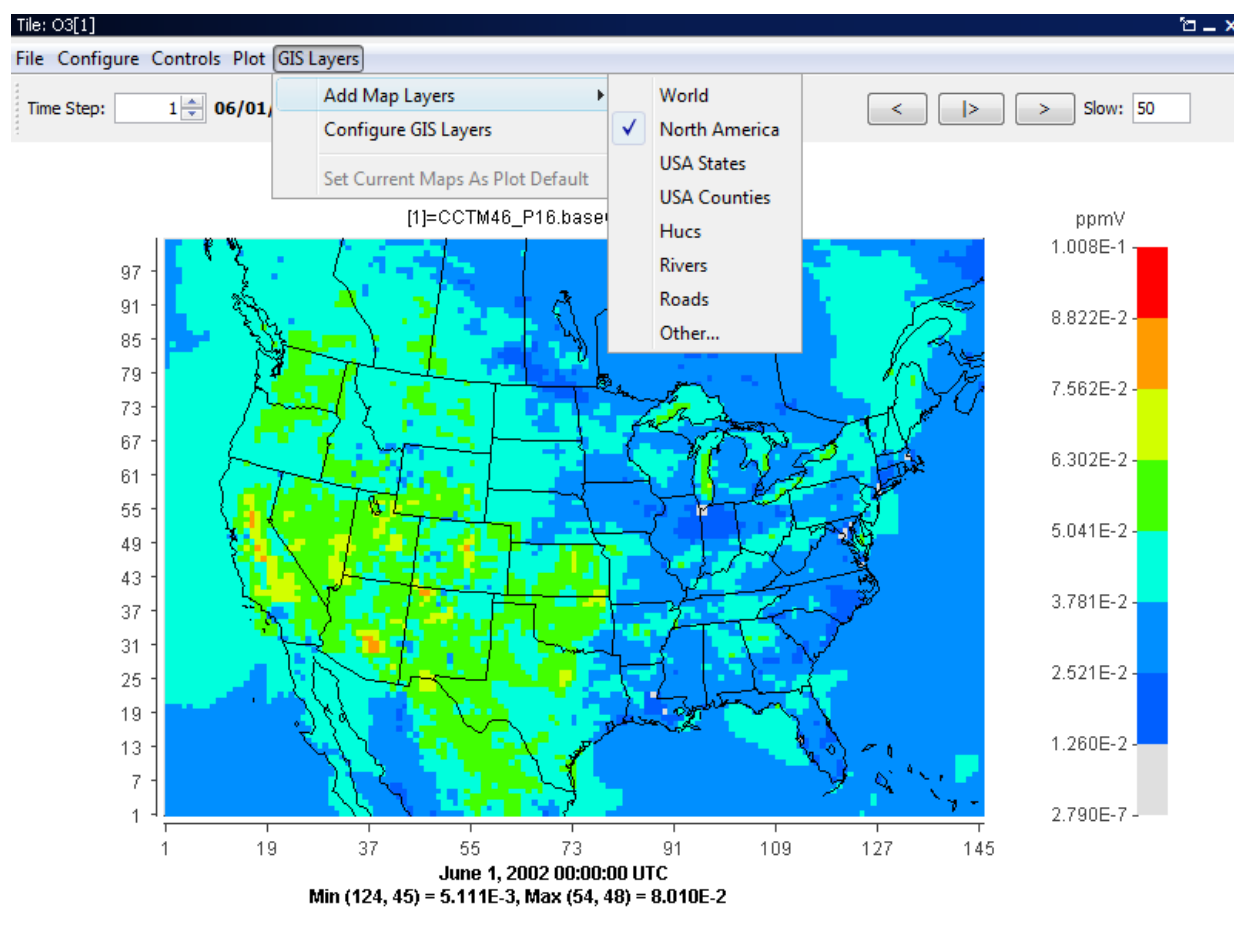 Tile: O3[1]
File Configure Controls Plot GIS Layers
Time Step: 1 06/01/ < |> > Slow: 50
Add Map Layers
Configure GIS Layers
Set Current Maps As Plot Default
World
North America
USA States
USA Counties
Hucs
Rivers
Roads
Other...
[1]=CCTM46_P16.base
ppmV
1.008E-1
8.822E-2
7.562E-2
6.302E-2
5.041E-2
3.781E-2
2.521E-2
1.260E-2
2.790E-7
97
91
85
79
73
67
61
55
49
43
37
31
25
19
13
7
1
1 19 37 55 73 91 109 127 145
June 1, 2002 00:00:00 UTC
Min (124, 45) = 5.111E-3, Max (54, 48) = 8.010E-2